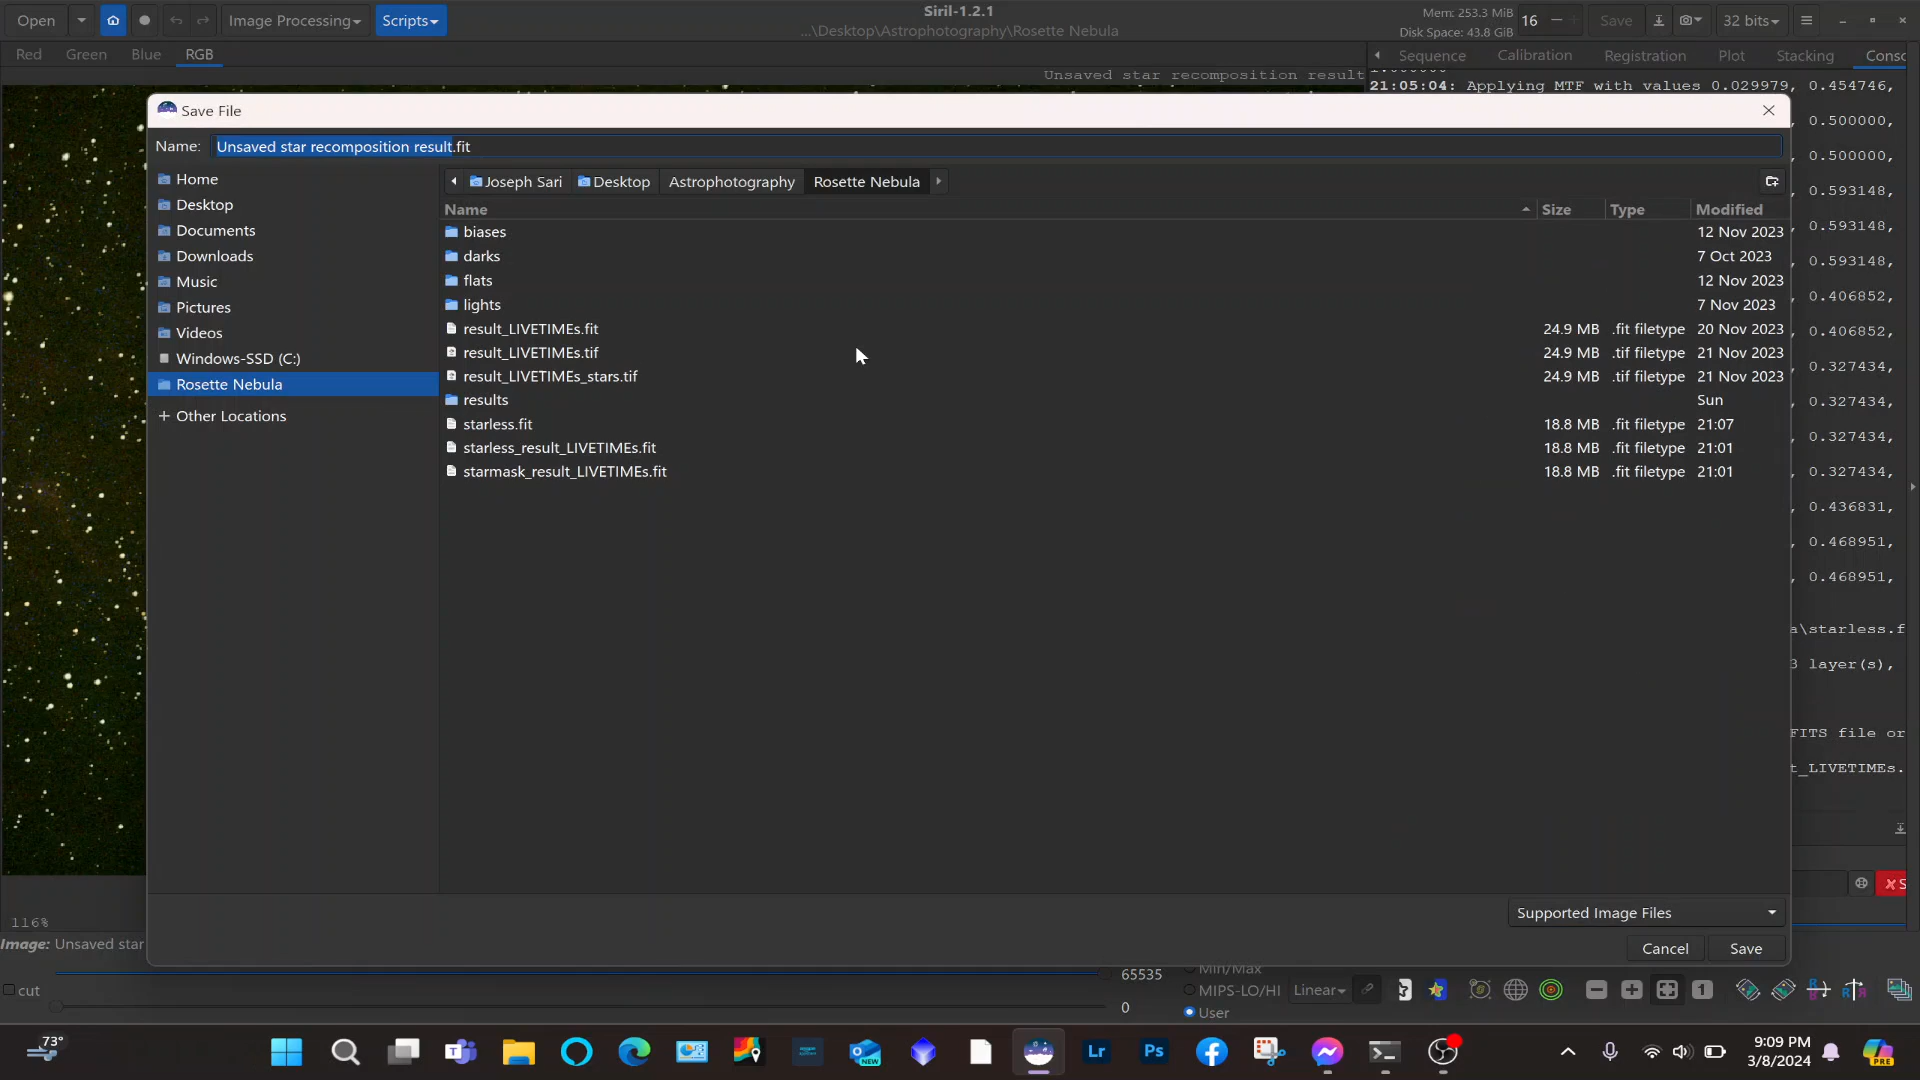 Open
Image Processing
Scripts
Siril-1.2.1
...\Desktop\Astrophotography\Rosette Nebula
Mem: 253.3 MiB
Disk Space: 43.8 GiB
16
Save
32 bits
Red
Green
Blue
RGB
Sequence
Calibration
Registration
Plot
Stacking
Consc
Unsaved star recomposition result
21:05:04: Applying MTF with values 0.029979, 0.454746,
Save File
, 0.500000,
Name: Unsaved star recomposition result.fit
, 0.500000,
Joseph Sari
Desktop
Astrophotography
Rosette Nebula
, 0.593148,
Name
Size
Type
Modified
, 0.593148,
, 0.593148,
, 0.406852,
, 0.406852,
, 0.327434,
, 0.327434,
, 0.327434,
, 0.327434,
, 0.436831,
, 0.468951,
, 0.468951,
Home
Desktop
Documents
Downloads
Music
Pictures
Videos
Windows-SSD (C:)
Rosette Nebula
Other Locations
biases 12 Nov 2023
darks 7 Oct 2023
flats 12 Nov 2023
lights 7 Nov 2023
result_LIVETIMEs.fit 24.9 MB .fit filetype 20 Nov 2023
result_LIVETIMEs.tif 24.9 MB .tif filetype 21 Nov 2023
result_LIVETIMEs_stars.tif 24.9 MB .tif filetype 21 Nov 2023
results Sun
starless.fit 18.8 MB .fit filetype 21:07
starless_result_LIVETIMEs.fit 18.8 MB .fit filetype 21:01
starmask_result_LIVETIMEs.fit 18.8 MB .fit filetype 21:01
a\starless.f
3 layer(s),
FITS file or
t_LIVETIMEs.
Supported Image Files
Cancel
Save
116%
Image: Unsaved star
cut
65535
0
Min/Max
MIPS-LO/HI
User
Linear
1
73°
Lr
Ps
NEW
PRE
9:09 PM
3/8/2024